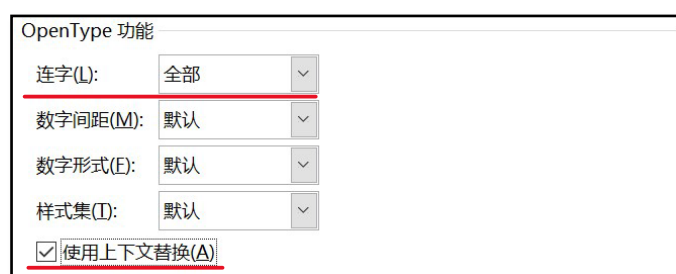 OpenType 功能
连字(L): 全部
数字间距(M): 默认
数字形式(F): 默认
样式集(T): 默认
使用上下文替换(A)